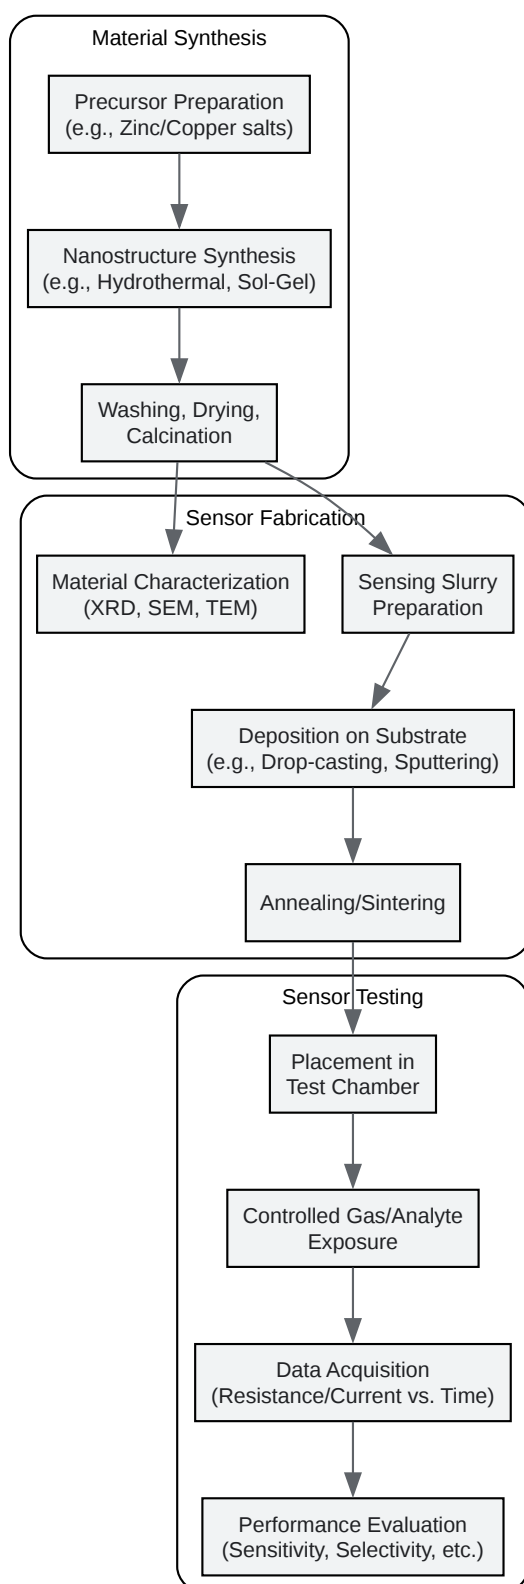 Material Synthesis
Precursor Preparation
(e.g., Zinc/Copper salts)
Nanostructure Synthesis
(e.g., Hydrothermal, Sol-Gel)
Washing, Drying,
Calcination
Sensor Fabrication
Material Characterization
(XRD, SEM, TEM)
Sensing Slurry
Preparation
Deposition on Substrate
(e.g., Drop-casting, Sputtering)
Annealing/Sintering
Sensor Testing
Placement in
Test Chamber
Controlled Gas/Analyte
Exposure
Data Acquisition
(Resistance/Current vs. Time)
Performance Evaluation
(Sensitivity, Selectivity, etc.)